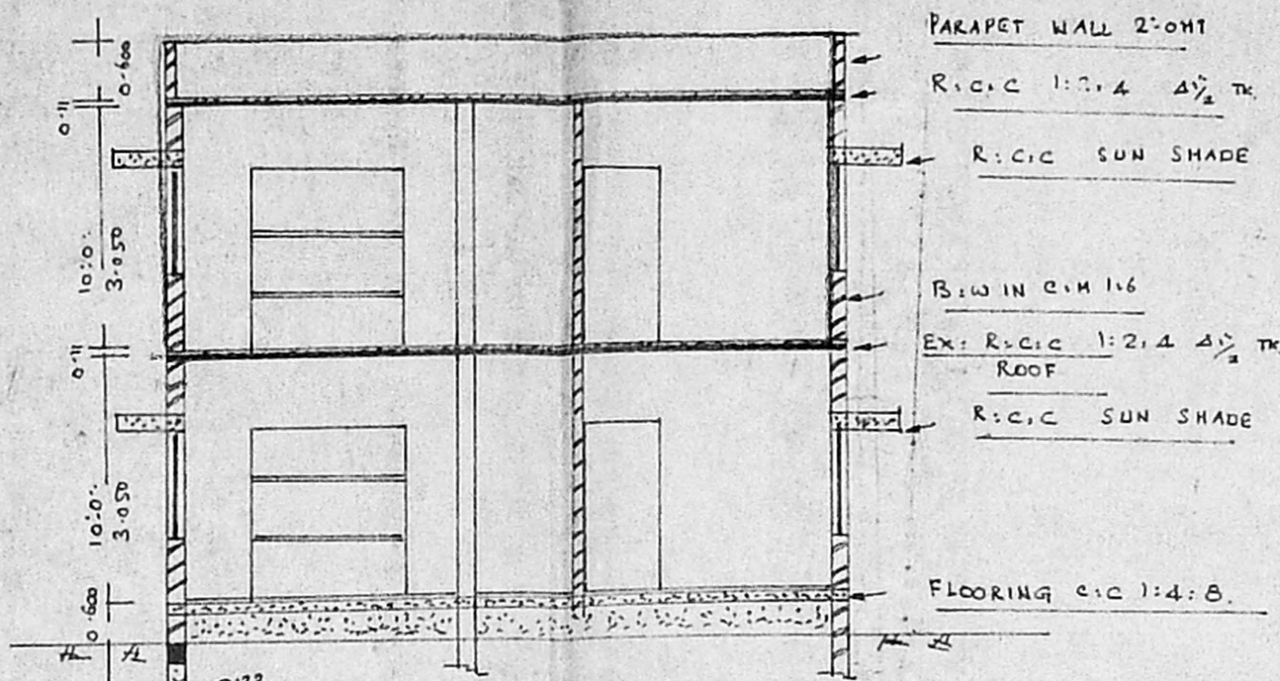 PARAPET WALL 2'-0HT
R.C.C 1:2:4 4½" TK
R.C.C SUN SHADE
B.W IN C.M 1:6
EX: R.C.C 1:2:4 4½" TK
ROOF
R.C.C SUN SHADE
FLOORING C.C 1:4:8.
0.600
0.11
10'-0"
3.050
0.11
10'-0"
3.050
0.600